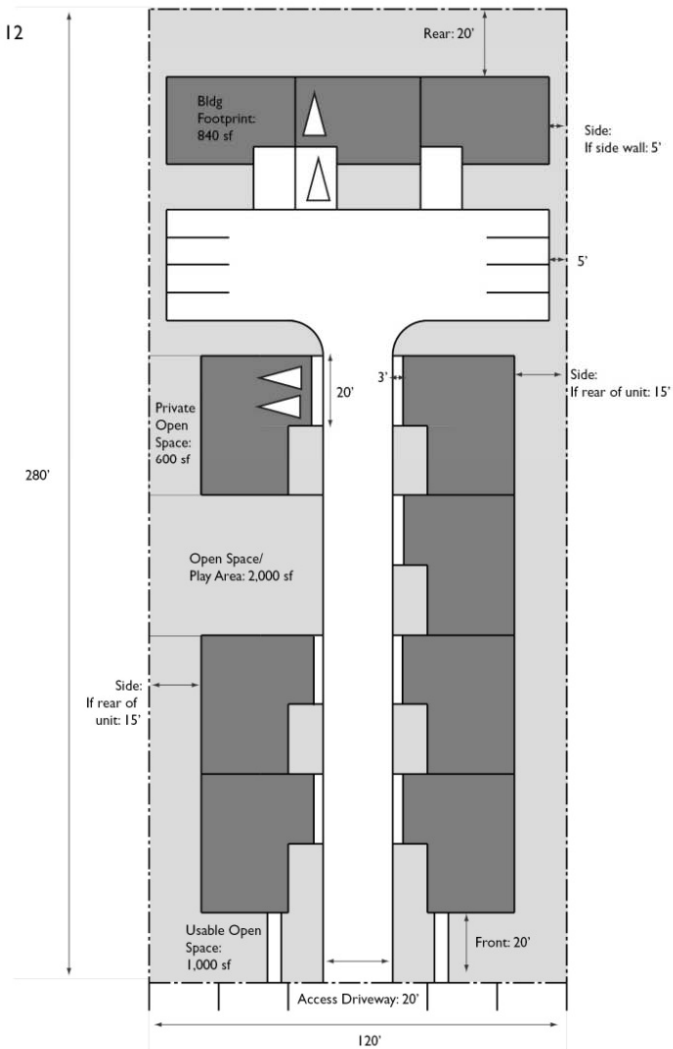 12
Rear: 20'
Bldg
Footprint:
840 sf
Side:
If side wall: 5'
5'
20'
3'
Side:
If rear of unit: 15'
Private
Open
Space:
600 sf
280'
Open Space/
Play Area: 2,000 sf
Side:
If rear of
unit: 15'
Usable Open
Space:
1,000 sf
Front: 20'
Access Driveway: 20'
120'